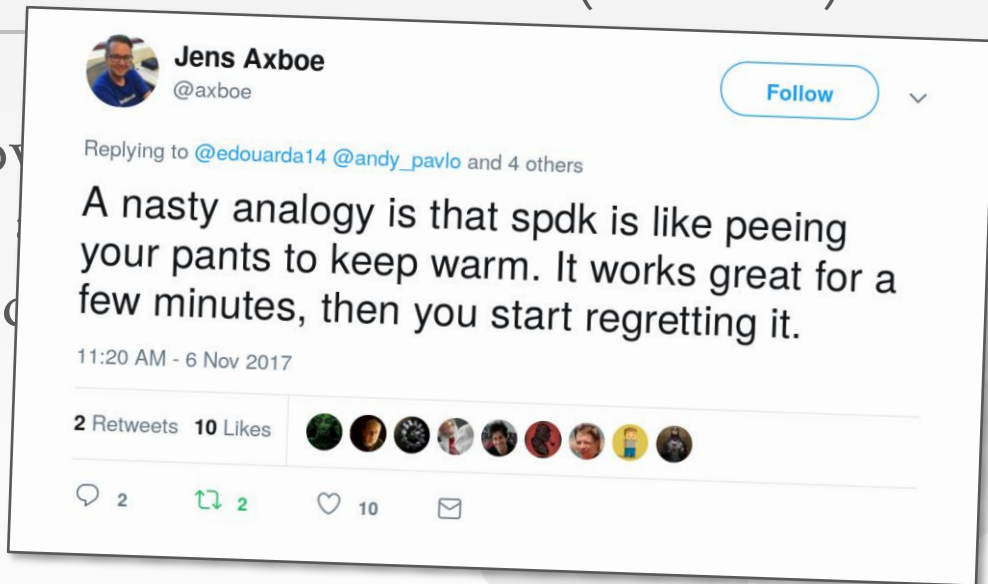 Jens Axboe
@axboe
Follow
Replying to @edouarda14 @andy_pavlo and 4 others
A nasty analogy is that spdk is like peeing
your pants to keep warm. It works great for a
few minutes, then you start regretting it.
11:20 AM - 6 Nov 2017
2 Retweets 10 Likes
2 2 10